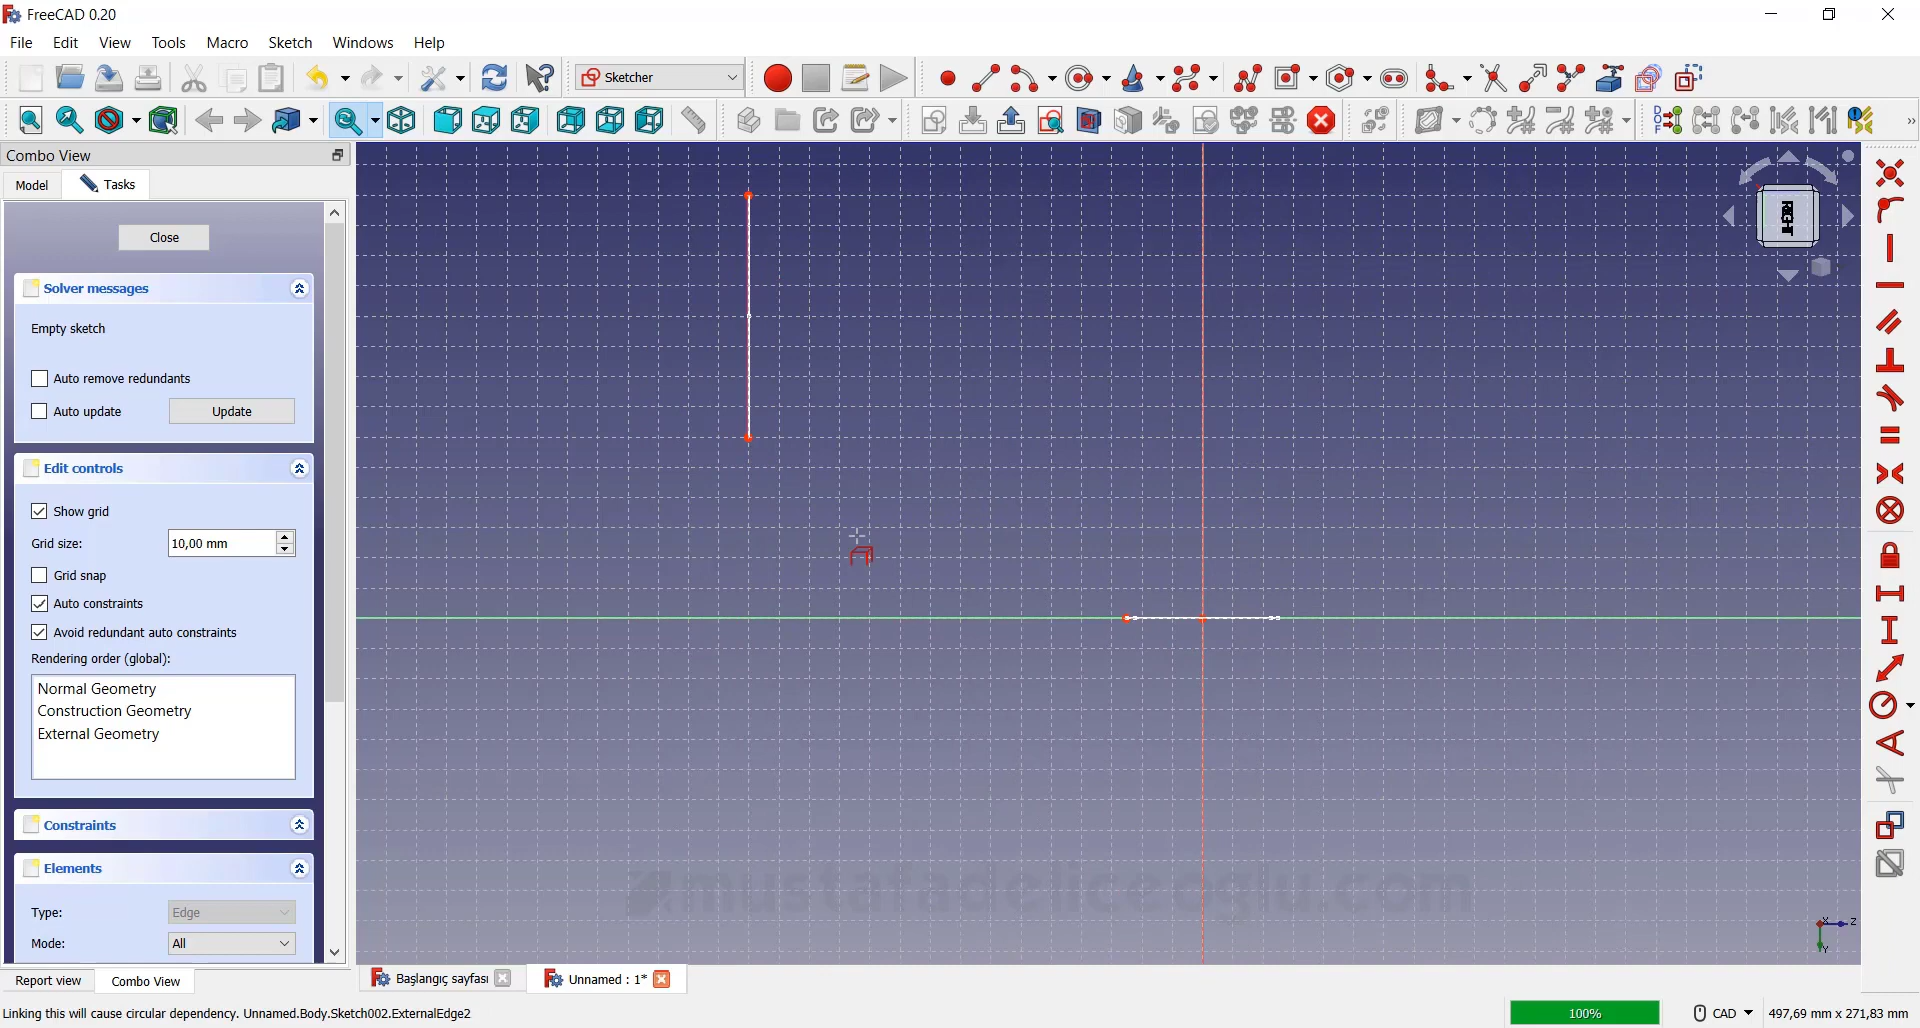 FreeCAD 0.20
File Edit View Tools Macro Sketch Windows Help
Sketcher
Combo View
Model Tasks
Close
Solver messages
Empty sketch
Auto remove redundants
Auto update Update
Edit controls
Show grid
Grid size: 10,00 mm
Grid snap
Auto constraints
Avoid redundant auto constraints
Rendering order (global):
Normal Geometry
Construction Geometry
External Geometry
Constraints
Elements
Type: Edge
Mode: All
RIGHT
DOF
mustafadeliceoglu.com
X Z
Y
Report view Combo View
Başlangıç sayfası Unnamed : 1*
Linking this will cause circular dependency. Unnamed.Body.Sketch002.ExternalEdge2
100% CAD 497,69 mm x 271,83 mm